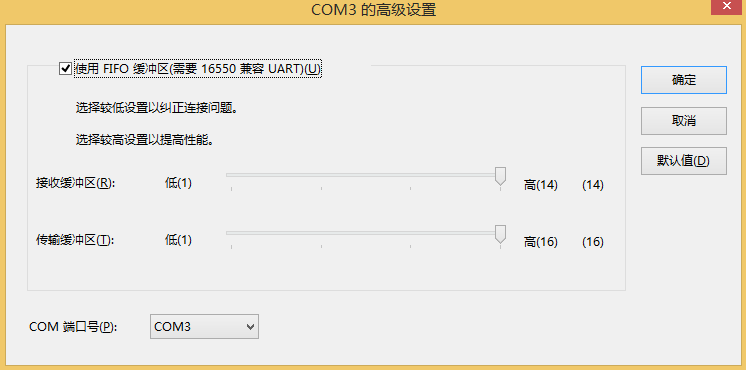 COM3 的高级设置
使用 FIFO 缓冲区(需要 16550 兼容 UART)(U)
确定
选择较低设置以纠正连接问题。
取消
选择较高设置以提高性能。
默认值(D)
接收缓冲区(R): 低(1) 高(14) (14)
传输缓冲区(T): 低(1) 高(16) (16)
COM 端口号(P): COM3